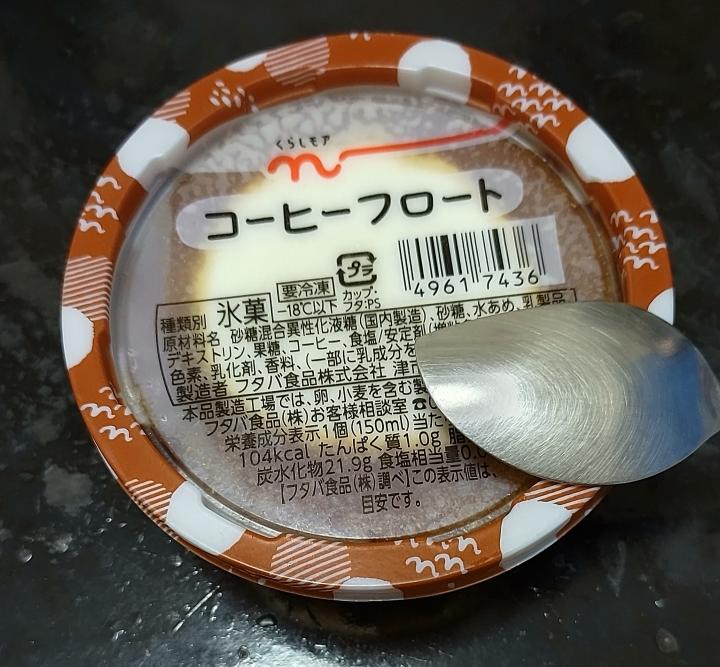 くらしモア
コーヒーフロート
プラ
カップ・
フタ:PS
要冷凍
-18℃以下
4961 7436
種類別 氷菓
原材料名 砂糖混合異性化液糖(国内製造)、砂糖、水あめ、乳製品
デキストリン、果糖、コーヒー、食塩/安定剤(増粘
色素、乳化剤、香料、(一部に乳成分を
製造者 フタバ食品株式会社 津市
本品製造工場では、卵、小麦を含む製
フタバ食品(株)お客様相談室☎
栄養成分表示1個(150ml)当た
104kcal たんぱく質1.0g 脂
炭水化物21.9g 食塩相当量0.0
【フタバ食品(株)調べ】この表示値は、
目安です。